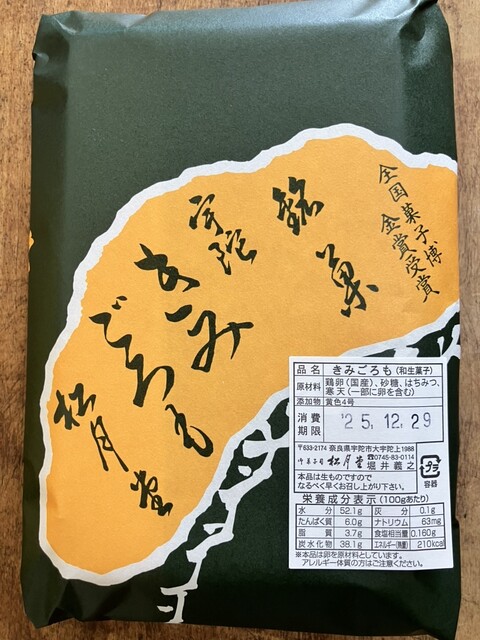 全国菓子博
金賞受賞
銘菓
宇陀
きみ
ごろも
松月堂
品名 きみごろも(和生菓子)
原材料 鶏卵(国産)、砂糖、はちみつ、
寒天(一部に卵を含む)
添加物 黄色4号
消費
期限 '25.12.29
〒633-2174 奈良県宇陀市大宇陀上1988
☎0745-83-0114
松月堂 堀井義之
本品は生ものですので
なるべく早くお召し上がり下さい。
プラ
容器
栄養成分表示(100gあたり)
水分 52.1g 灰分 0.1g
たんぱく質 6.0g ナトリウム 63mg
脂質 3.7g 食塩相当量 0.160g
炭水化物 38.1g エネルギー(熱量) 210kcal
※本品は卵を原材料としています。
アレルギー体質の方はご注意ください。